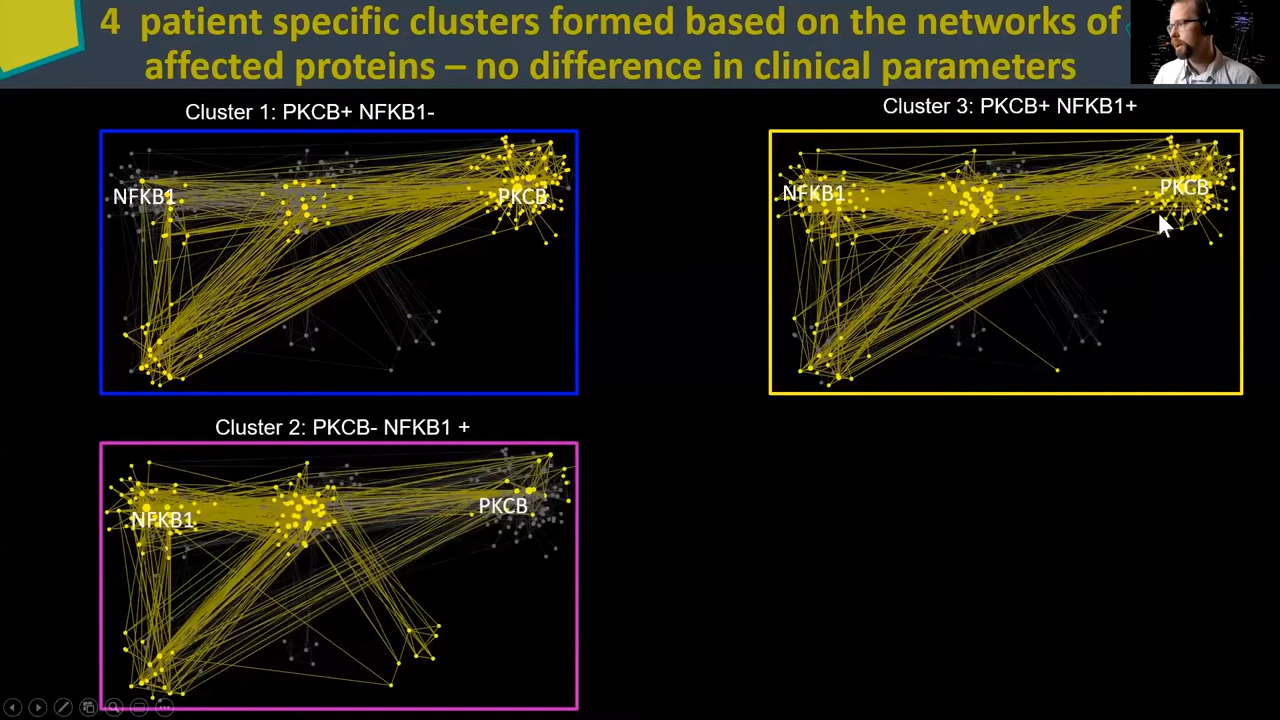 4 patient specific clusters formed based on the networks of
affected proteins – no difference in clinical parameters
Cluster 1: PKCB+ NFKB1-
NFKB1
PKCB
Cluster 3: PKCB+ NFKB1+
NFKB1
PKCB
Cluster 2: PKCB- NFKB1 +
NFKB1
PKCB